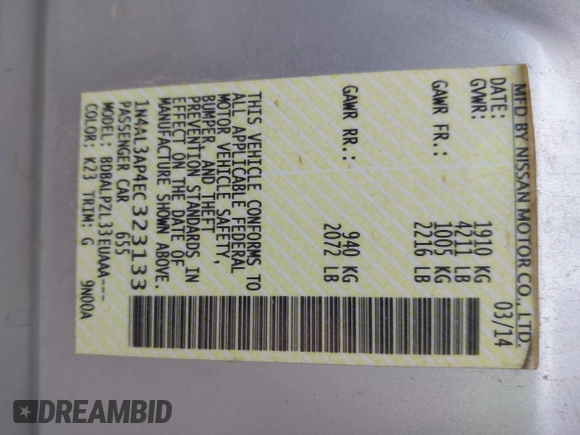 MFD BY NISSAN MOTOR CO., LTD.
DATE: 03/14
GVWR: 1910 KG
4211 LB
GAWR FR.: 1005 KG
2216 LB
GAWR RR.: 940 KG
2072 LB
THIS VEHICLE CONFORMS TO
ALL APPLICABLE FEDERAL
MOTOR VEHICLE SAFETY,
BUMPER, AND THEFT
PREVENTION STANDARDS IN
EFFECT ON THE DATE OF
MANUFACTURE SHOWN ABOVE.
1N4AL3AP4EC323133
PASSENGER CAR 655
MODEL: BDBALPZL33EUAAA---
COLOR: K23 TRIM: G 9N00A
DREAMBID